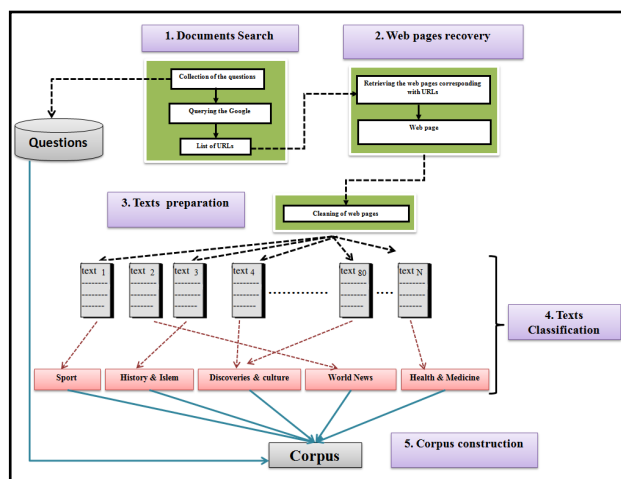 1. Documents Search
2. Web pages recovery
Collection of the questions
Querying the Google
List of URLs
Retrieving the web pages corresponding
with URLs
Web page
Questions
3. Texts preparation
Cleaning of web pages
text 1
text 2
text 3
text 4
text 80
text N
4. Texts
Classification
Sport
History & Islem
Discoveries & culture
World News
Health & Medicine
5. Corpus construction
Corpus